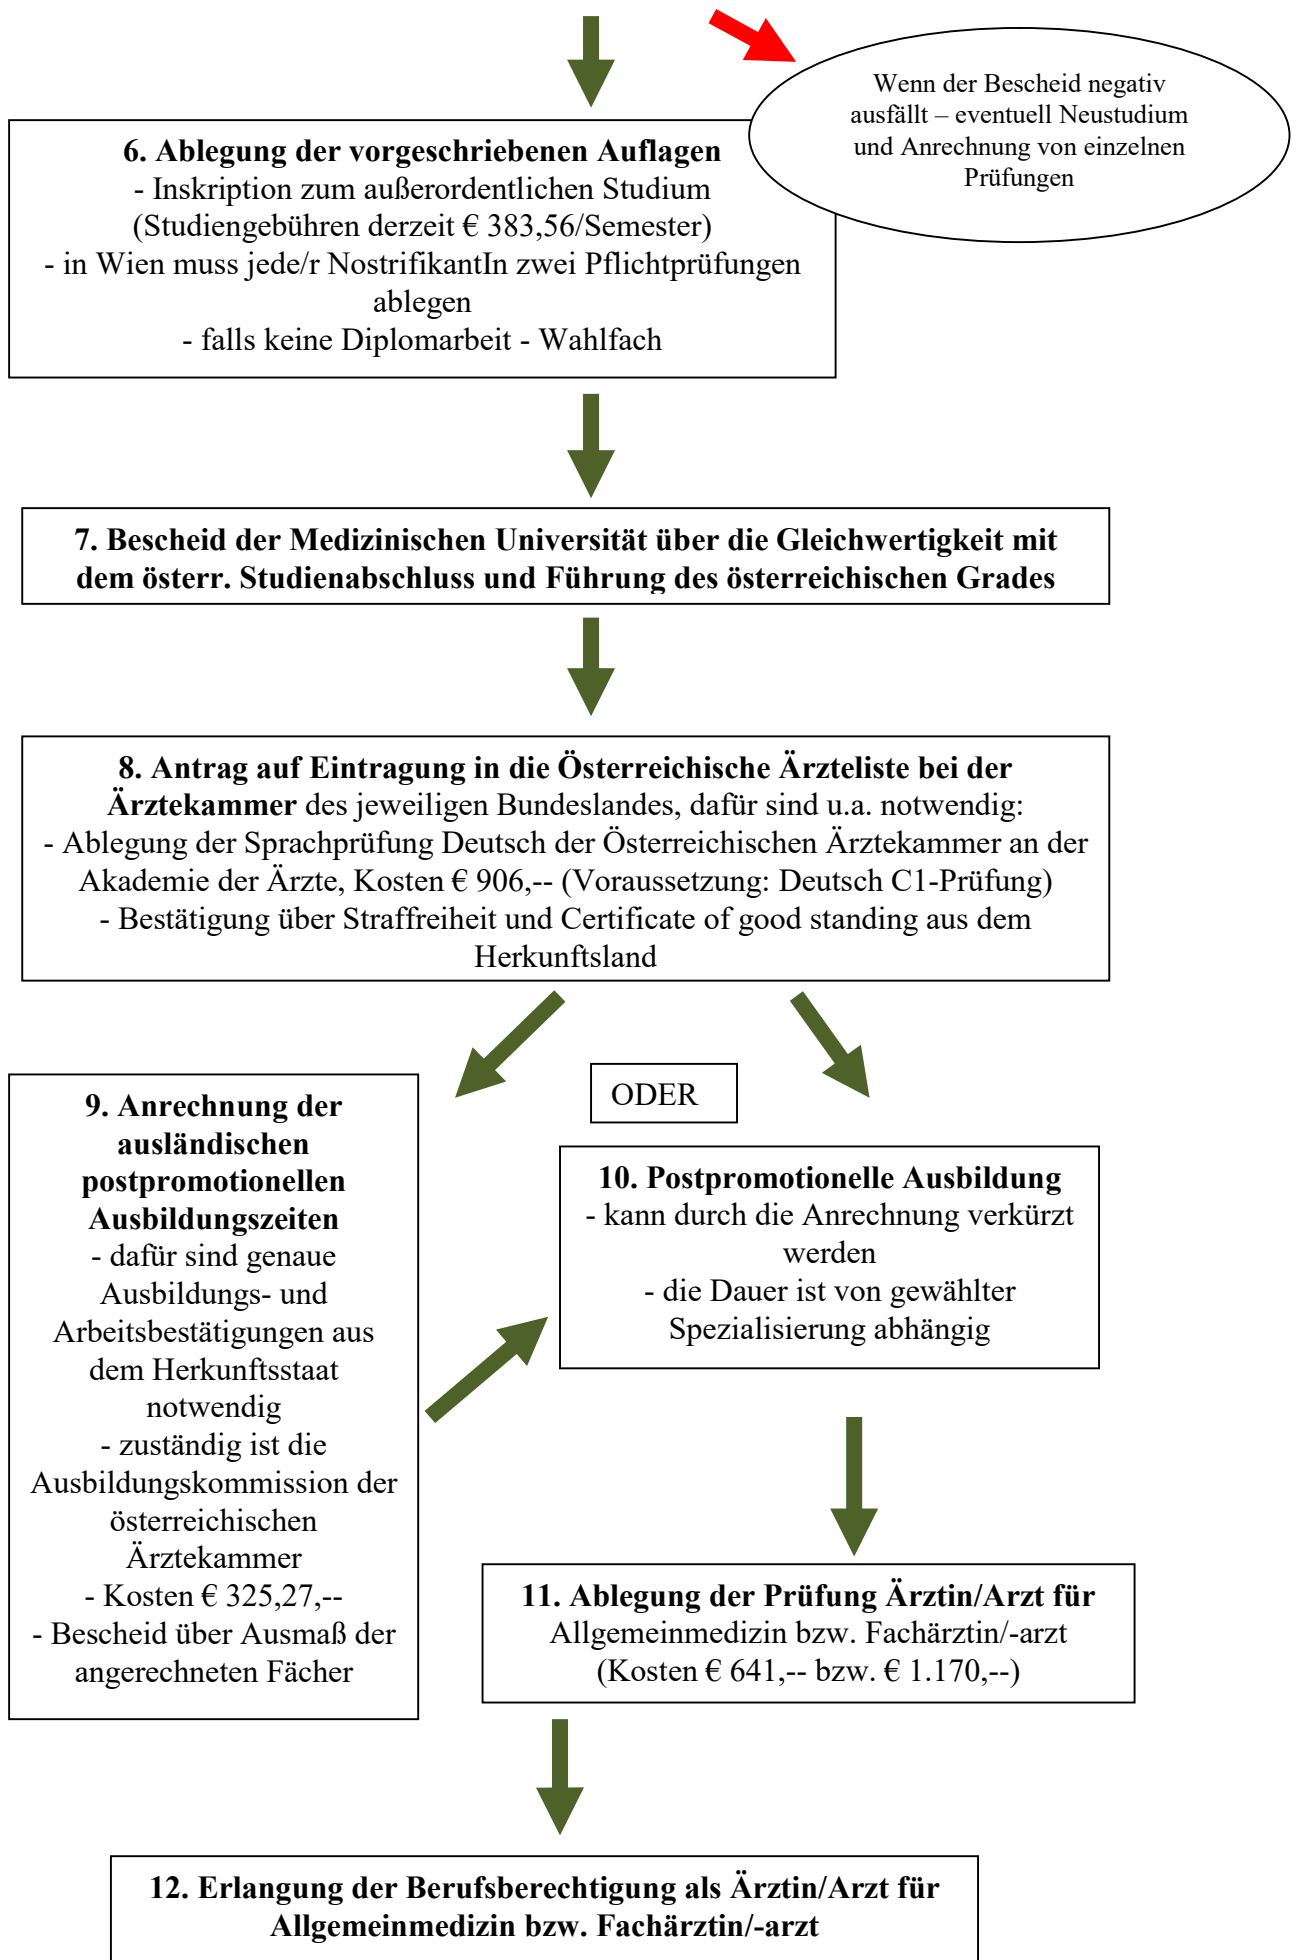 Wenn der Bescheid negativ
ausfällt – eventuell Neustudium
und Anrechnung von einzelnen
Prüfungen
6. Ablegung der vorgeschriebenen Auflagen
- Inskription zum außerordentlichen Studium
(Studiengebühren derzeit € 383,56/Semester)
- in Wien muss jede/r NostrifikantIn zwei Pflichtprüfungen
ablegen
- falls keine Diplomarbeit - Wahlfach
7. Bescheid der Medizinischen Universität über die Gleichwertigkeit mit
dem österr. Studienabschluss und Führung des österreichischen Grades
8. Antrag auf Eintragung in die Österreichische Ärzteliste bei der
Ärztekammer des jeweiligen Bundeslandes, dafür sind u.a. notwendig:
- Ablegung der Sprachprüfung Deutsch der Österreichischen Ärztekammer an der
Akademie der Ärzte, Kosten € 906,-- (Voraussetzung: Deutsch C1-Prüfung)
- Bestätigung über Straffreiheit und Certificate of good standing aus dem
Herkunftsland
ODER
9. Anrechnung der
ausländischen
postpromotionellen
Ausbildungszeiten
- dafür sind genaue
Ausbildungs- und
Arbeitsbestätigungen aus
dem Herkunftsstaat
notwendig
- zuständig ist die
Ausbildungskommission der
österreichischen
Ärztekammer
- Kosten € 325,27,--
- Bescheid über Ausmaß der
angerechneten Fächer
10. Postpromotionelle Ausbildung
- kann durch die Anrechnung verkürzt
werden
- die Dauer ist von gewählter
Spezialisierung abhängig
11. Ablegung der Prüfung Ärztin/Arzt für
Allgemeinmedizin bzw. Fachärztin/-arzt
(Kosten € 641,-- bzw. € 1.170,--)
12. Erlangung der Berufsberechtigung als Ärztin/Arzt für
Allgemeinmedizin bzw. Fachärztin/-arzt